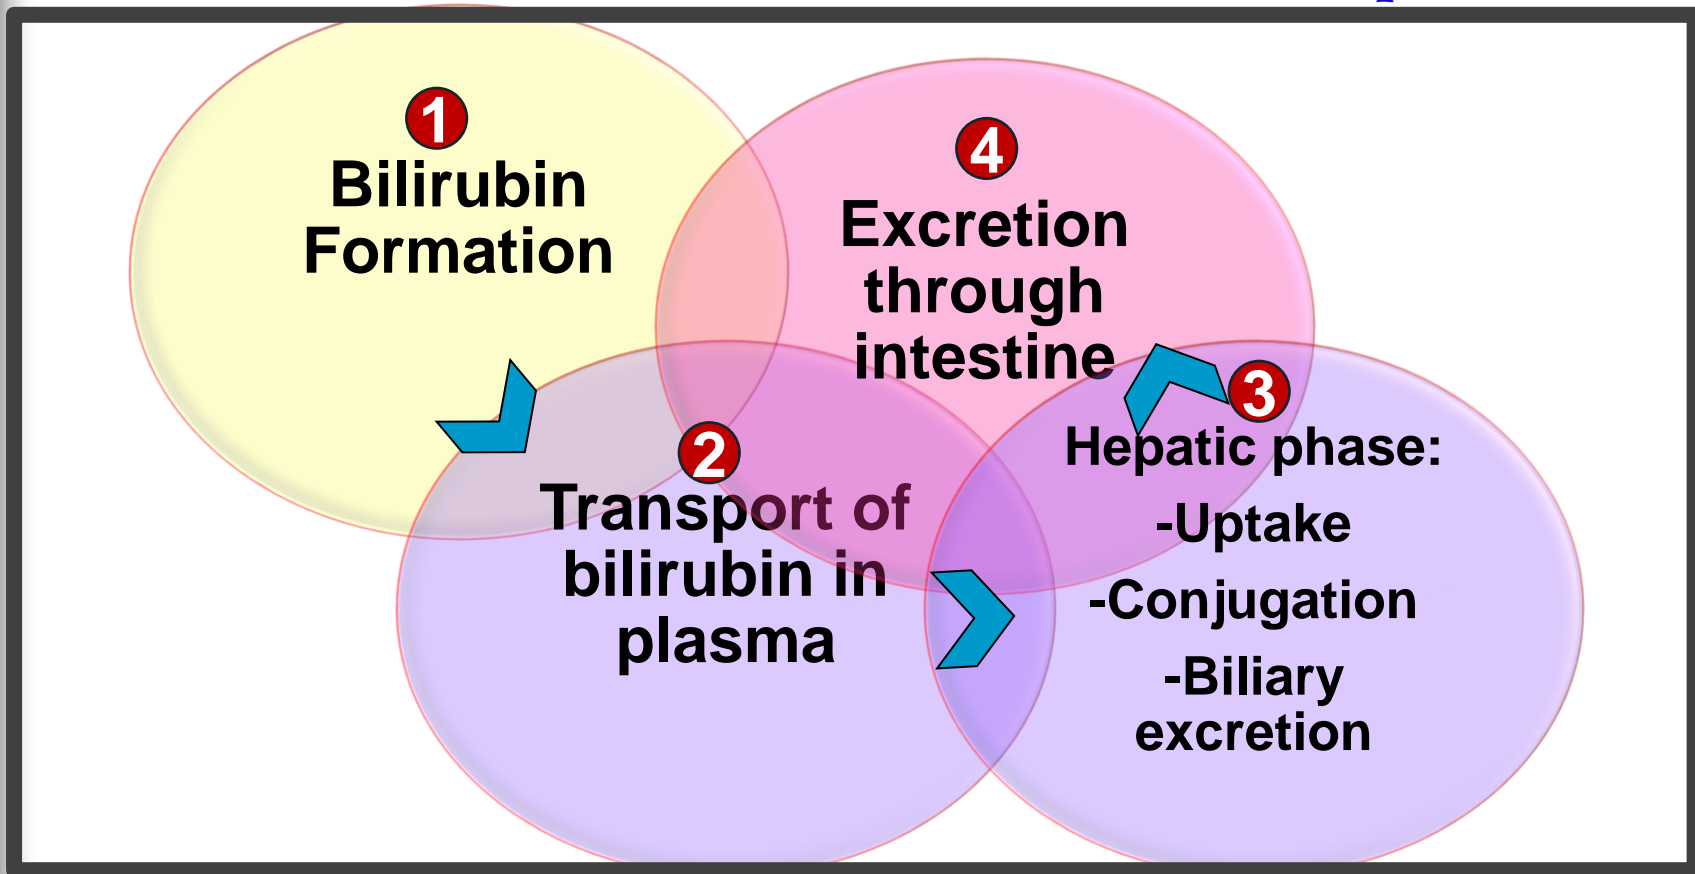 1
Bilirubin
Formation
2
Transport of
bilirubin in
plasma
3
Hepatic phase:
-Uptake
-Conjugation
-Biliary
excretion
4
Excretion
through
intestine